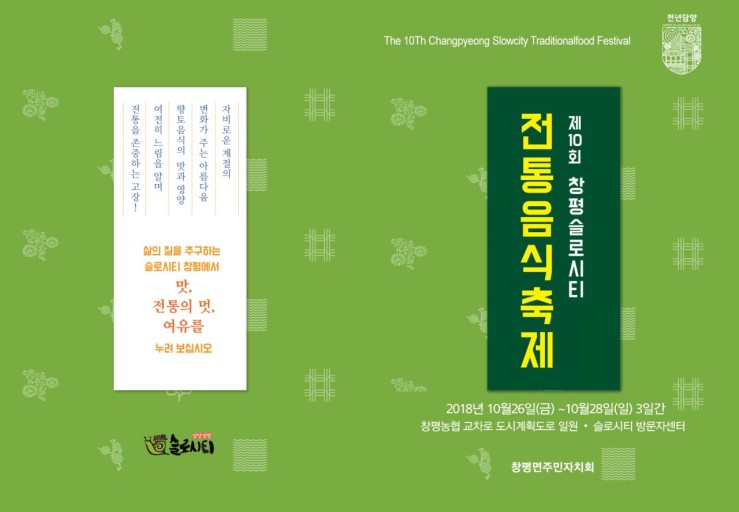 천년담양
The 10Th Changpyeong Slowcity Traditionalfood Festival
제10회 창평슬로시티
전통음식축제
2018년 10월26일(금) ~10월28일(일) 3일간
창평농협 교차로 도시계획도로 일원 • 슬로시티 방문자센터
창평면주민자치회
자비로운 계절의
변화가 주는 아름다움
향토음식의 맛과 영양
여전히 느림을 알며
전통을 존중하는 고장!
삶의 질을 추구하는
슬로시티 창평에서
맛,
전통의 멋,
여유를
누려 보십시오
슬로시티